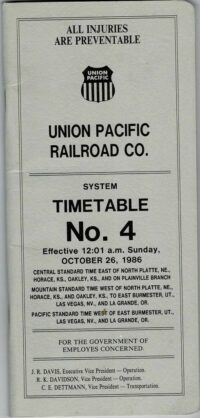 ALL INJURIES
ARE PREVENTABLE
UNION
PACIFIC
UNION PACIFIC
RAILROAD CO.
SYSTEM
TIMETABLE
No. 4
Effective 12:01 a.m. Sunday,
OCTOBER 26, 1986
CENTRAL STANDARD TIME EAST OF NORTH PLATTE, NE.,
HORACE, KS., OAKLEY, KS., AND ON PLAINVILLE BRANCH
MOUNTAIN STANDARD TIME WEST OF NORTH PLATTE, NE.,
HORACE, KS., AND OAKLEY, KS., TO EAST BURMESTER, UT.,
LAS VEGAS, NV., AND LA GRANDE, OR.
PACIFIC STANDARD TIME WEST OF EAST BURMESTER, UT.,
LAS VEGAS, NV., AND LA GRANDE, OR.
FOR THE GOVERNMENT OF
EMPLOYES CONCERNED.
J. R. DAVIS, Executive Vice President — Operation.
R. K. DAVIDSON, Vice President — Operation.
C. E. DETTMANN, Vice President — Transportation.